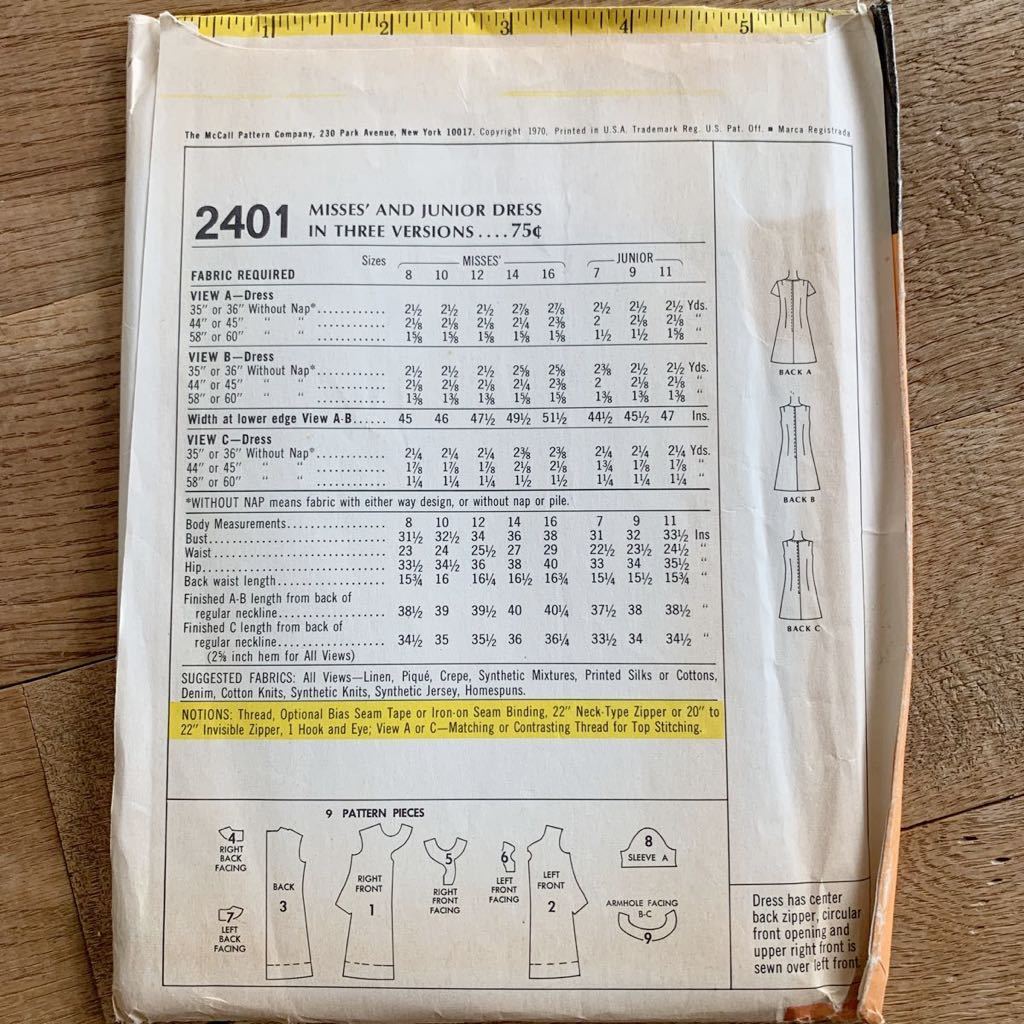 1 2 3 4 5
The McCall Pattern Company, 230 Park Avenue, New York 10017. Copyright 1970, Printed in U.S.A. Trademark Reg. U.S. Pat. Off. ■ Marca Registrada
2401 MISSES' AND JUNIOR DRESS
IN THREE VERSIONS....75¢
Sizes MISSES' JUNIOR
FABRIC REQUIRED 8 10 12 14 16 7 9 11
VIEW A—Dress
35" or 36" Without Nap*............ 2½ 2½ 2½ 2⅞ 2⅞ 2½ 2½ 2½ Yds.
44" or 45" " " ............ 2⅛ 2⅛ 2⅛ 2¼ 2⅜ 2 2⅛ 2⅛ "
58" or 60" " " ............ 1⅝ 1⅝ 1⅝ 1⅝ 1⅝ 1½ 1½ 1⅝ "
VIEW B—Dress
35" or 36" Without Nap*............ 2½ 2½ 2½ 2⅝ 2⅝ 2⅜ 2½ 2½ Yds.
44" or 45" " " ............ 2⅛ 2⅛ 2⅛ 2¼ 2⅜ 2 2⅛ 2⅛ "
58" or 60" " " ............ 1⅜ 1⅜ 1⅜ 1⅜ 1⅜ 1⅜ 1⅜ 1⅜ "
Width at lower edge View A-B...... 45 46 47½ 49½ 51½ 44½ 45½ 47 Ins.
VIEW C—Dress
35" or 36" Without Nap*............ 2¼ 2¼ 2¼ 2⅜ 2⅜ 2¼ 2¼ 2¼ Yds.
44" or 45" " " ............ 1⅞ 1⅞ 1⅞ 2⅛ 2⅛ 1¾ 1⅞ 1⅞ "
58" or 60" " " ............ 1¼ 1¼ 1¼ 1½ 1½ 1¼ 1¼ 1¼ "
*WITHOUT NAP means fabric with either way design, or without nap or pile.
Body Measurements................. 8 10 12 14 16 7 9 11
Bust.............................. 31½ 32½ 34 36 38 31 32 33½ Ins
Waist............................. 23 24 25½ 27 29 22½ 23½ 24½ "
Hip............................... 33½ 34½ 36 38 40 33 34 35½ "
Back waist length................. 15¾ 16 16¼ 16½ 16¾ 15¼ 15½ 15¾ "
Finished A-B length from back of
regular neckline................. 38½ 39 39½ 40 40¼ 37½ 38 38½ "
Finished C length from back of
regular neckline................. 34½ 35 35½ 36 36¼ 33½ 34 34½ "
(2⅝ inch hem for All Views)
SUGGESTED FABRICS: All Views—Linen, Piqué, Crepe, Synthetic Mixtures, Printed Silks or Cottons,
Denim, Cotton Knits, Synthetic Knits, Synthetic Jersey, Homespuns.
NOTIONS: Thread, Optional Bias Seam Tape or Iron-on Seam Binding, 22" Neck-Type Zipper or 20" to
22" Invisible Zipper, 1 Hook and Eye; View A or C—Matching or Contrasting Thread for Top Stitching.
BACK A
BACK B
BACK C
9 PATTERN PIECES
4
RIGHT
BACK
FACING
7
LEFT
BACK
FACING
BACK
3
RIGHT
FRONT
1
5
RIGHT
FRONT
FACING
6
LEFT
FRONT
FACING
LEFT
FRONT
2
8
SLEEVE A
ARMHOLE FACING
B-C
9
Dress has center
back zipper, circular
front opening and
upper right front is
sewn over left front.